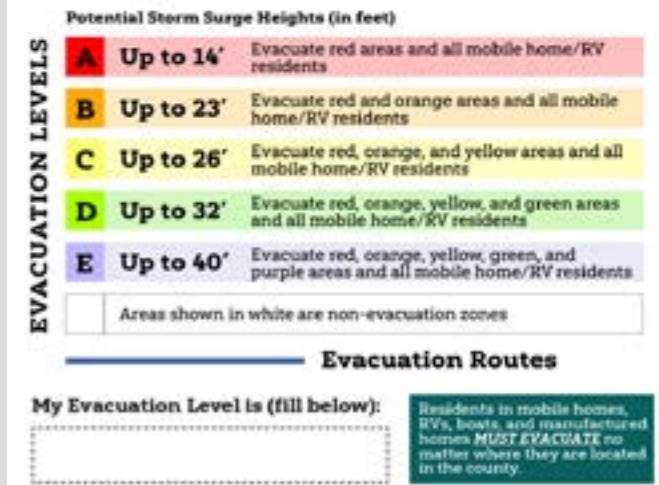 Potential Storm Surge Heights (in feet)
EVACUATION LEVELS
A Up to 14' Evacuate red areas and all mobile home/RV
residents
B Up to 23' Evacuate red and orange areas and all mobile
home/RV residents
C Up to 26' Evacuate red, orange, and yellow areas and all
mobile home/RV residents
D Up to 32' Evacuate red, orange, yellow, and green areas
and all mobile home/RV residents
E Up to 40' Evacuate red, orange, yellow, green, and
purple areas and all mobile home/RV residents
Areas shown in white are non-evacuation zones
Evacuation Routes
My Evacuation Level is (fill below):
Residents in mobile homes,
RVs, boats, and manufactured
homes MUST EVACUATE no
matter where they are located
in the county.